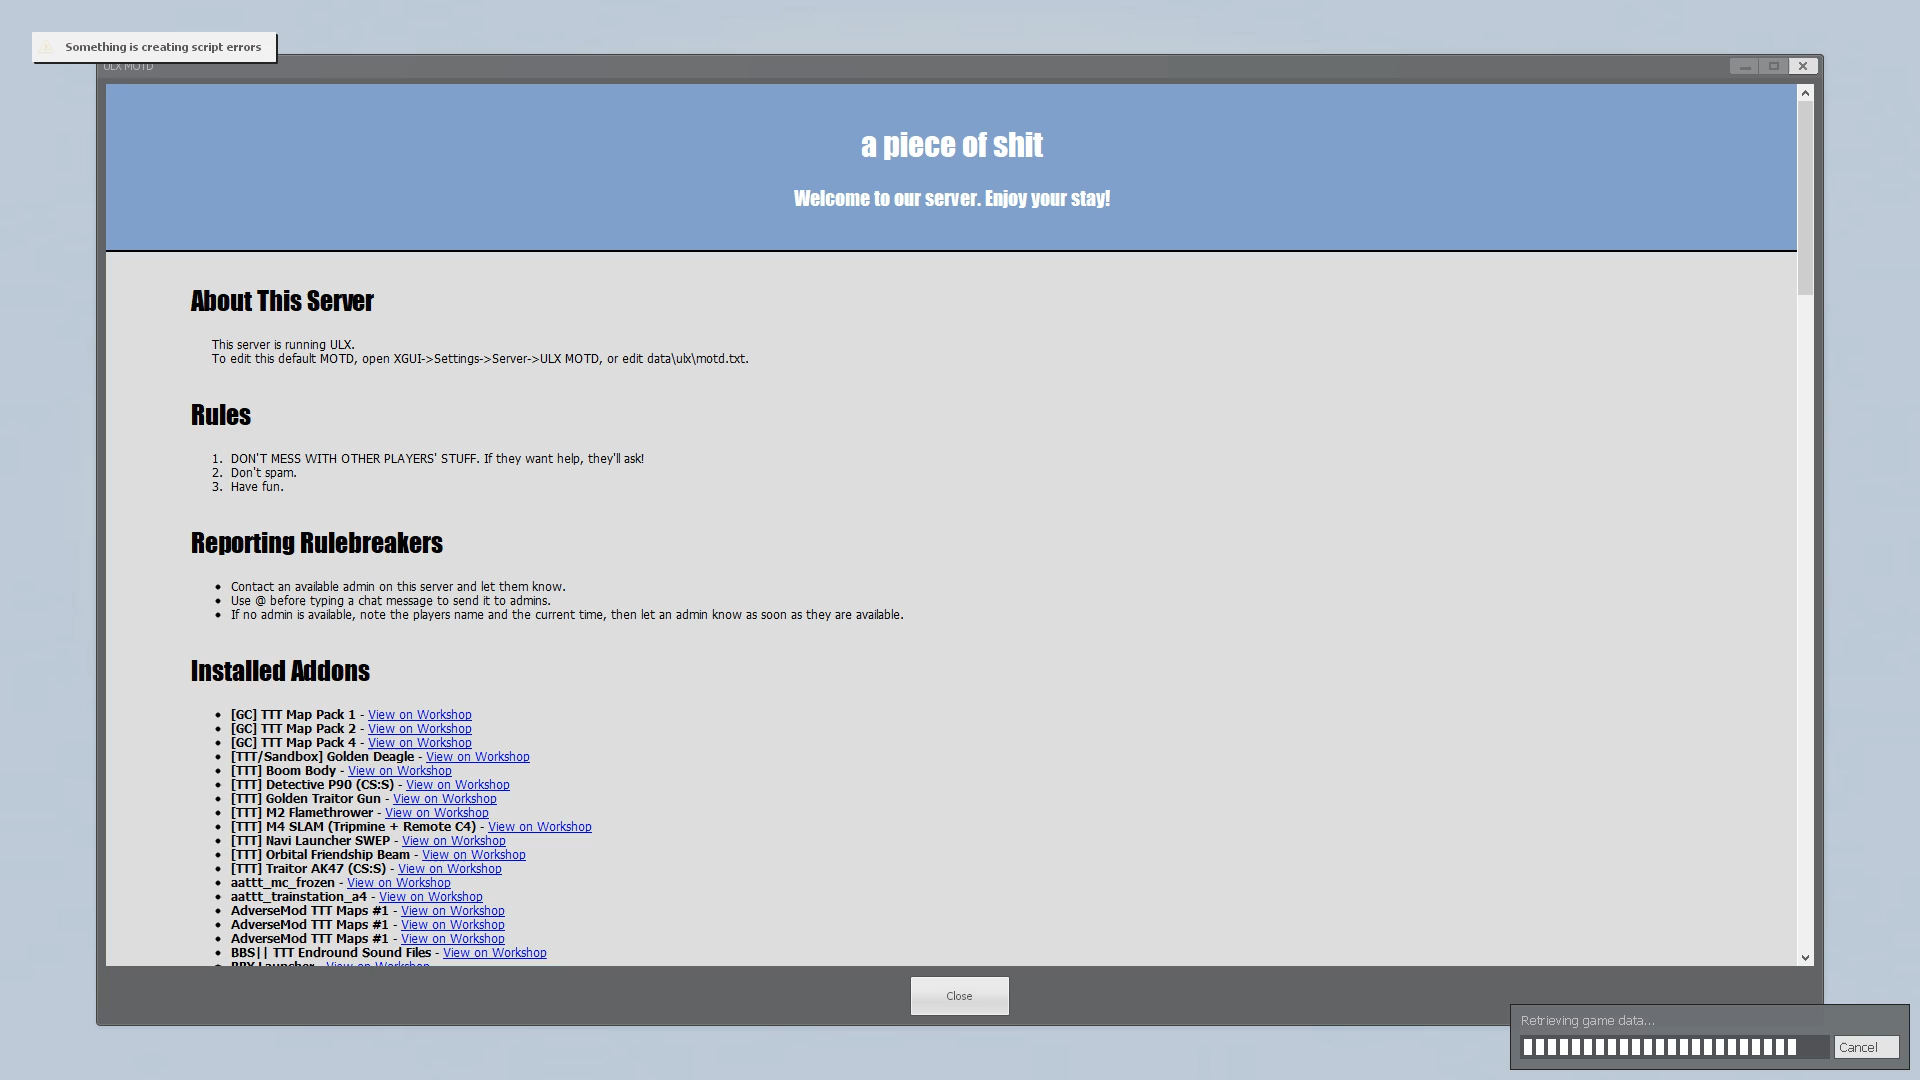 Something is creating script errors
ULX MOTD
a piece of shit
Welcome to our server. Enjoy your stay!
About This Server
This server is running ULX.
To edit this default MOTD, open XGUI->Settings->Server->ULX MOTD, or edit data\ulx\motd.txt.
Rules
1. DON'T MESS WITH OTHER PLAYERS' STUFF. If they want help, they'll ask!
2. Don't spam.
3. Have fun.
Reporting Rulebreakers
• Contact an available admin on this server and let them know.
• Use @ before typing a chat message to send it to admins.
• If no admin is available, note the players name and the current time, then let an admin know as soon as they are available.
Installed Addons
• [GC] TTT Map Pack 1 - View on Workshop
• [GC] TTT Map Pack 2 - View on Workshop
• [GC] TTT Map Pack 4 - View on Workshop
• [TTT/Sandbox] Golden Deagle - View on Workshop
• [TTT] Boom Body - View on Workshop
• [TTT] Detective P90 (CS:S) - View on Workshop
• [TTT] Golden Traitor Gun - View on Workshop
• [TTT] M2 Flamethrower - View on Workshop
• [TTT] M4 SLAM (Tripmine + Remote C4) - View on Workshop
• [TTT] Navi Launcher SWEP - View on Workshop
• [TTT] Orbital Friendship Beam - View on Workshop
• [TTT] Traitor AK47 (CS:S) - View on Workshop
• aattt_mc_frozen - View on Workshop
• aattt_trainstation_a4 - View on Workshop
• AdverseMod TTT Maps #1 - View on Workshop
• AdverseMod TTT Maps #1 - View on Workshop
• AdverseMod TTT Maps #1 - View on Workshop
• BBS|| TTT Endround Sound Files - View on Workshop
Launcher - View on Workshop
Close
Retrieving game data...
Cancel